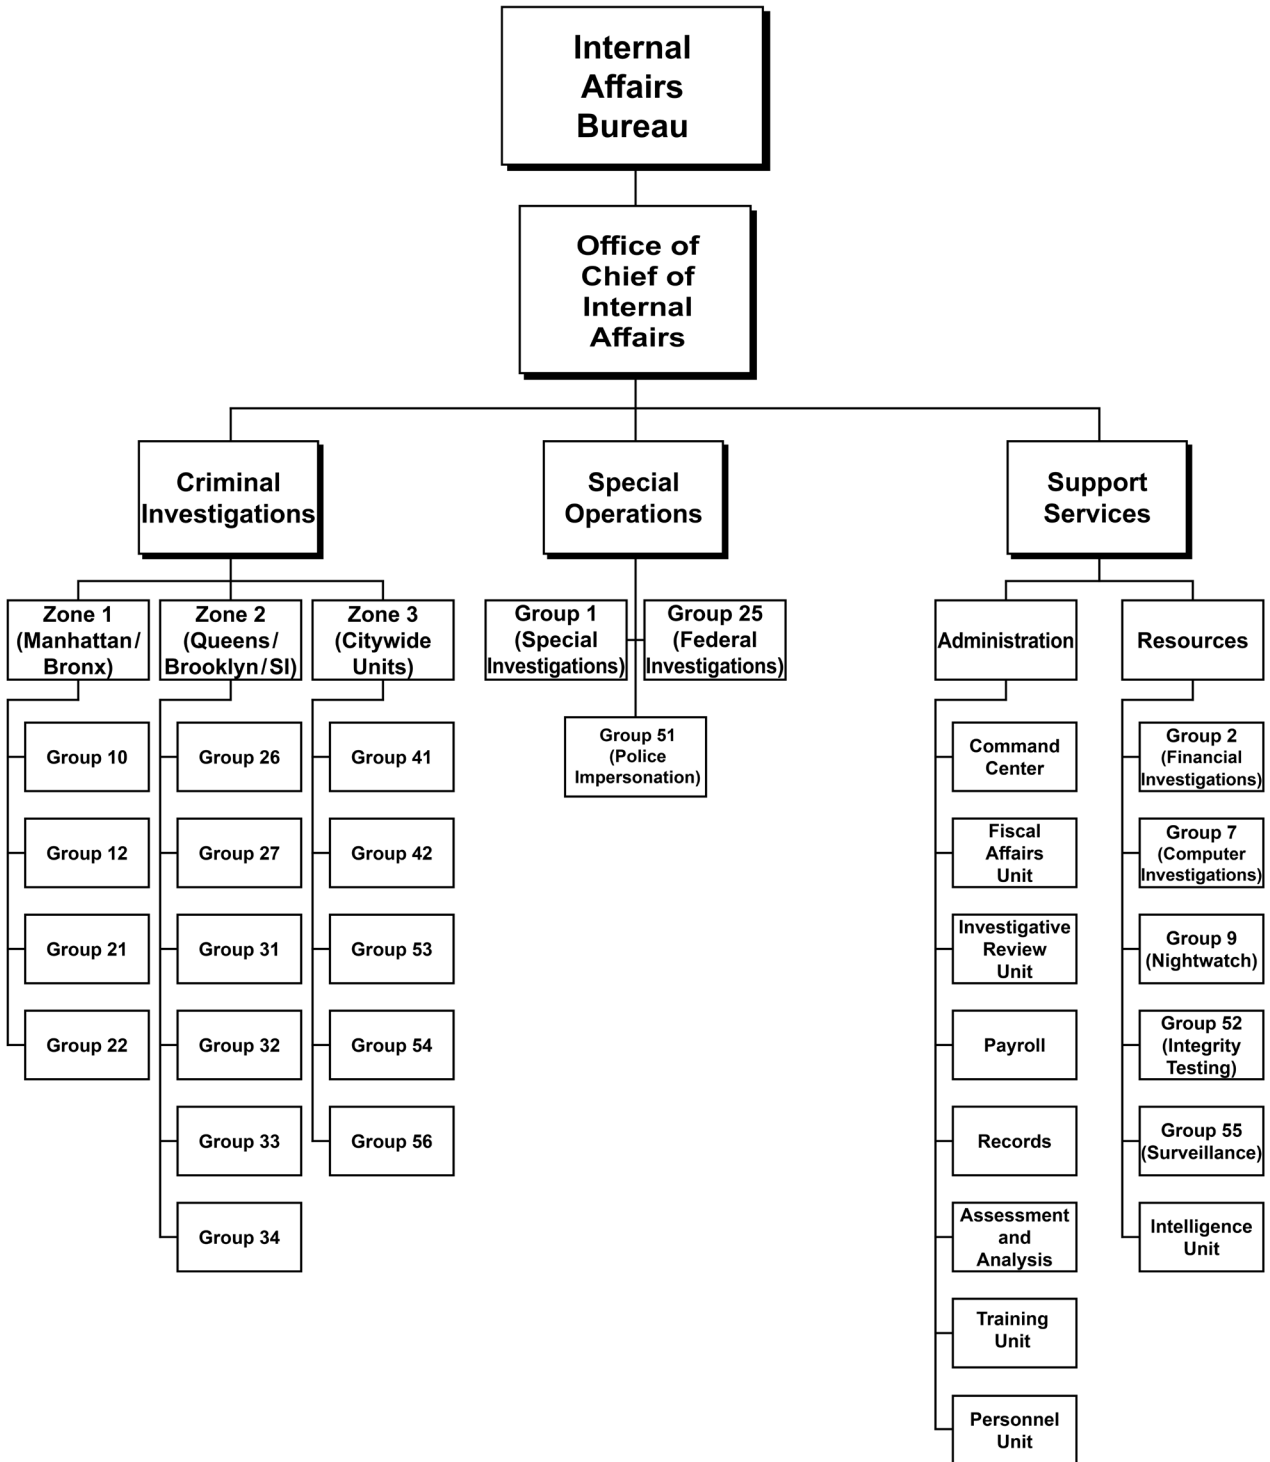 Internal
Affairs
Bureau
Office of
Chief of
Internal
Affairs
Criminal
Investigations
Special
Operations
Support
Services
Zone 1
(Manhattan/
Bronx)
Zone 2
(Queens/
Brooklyn/SI)
Zone 3
(Citywide
Units)
Group 1
(Special
Investigations)
Group 25
(Federal
Investigations)
Administration
Resources
Group 10
Group 12
Group 21
Group 22
Group 26
Group 27
Group 31
Group 32
Group 33
Group 34
Group 41
Group 42
Group 53
Group 54
Group 56
Group 51
(Police
Impersonation)
Command
Center
Fiscal
Affairs
Unit
Investigative
Review
Unit
Payroll
Records
Assessment
and
Analysis
Training
Unit
Personnel
Unit
Group 2
(Financial
Investigations)
Group 7
(Computer
Investigations)
Group 9
(Nightwatch)
Group 52
(Integrity
Testing)
Group 55
(Surveillance)
Intelligence
Unit